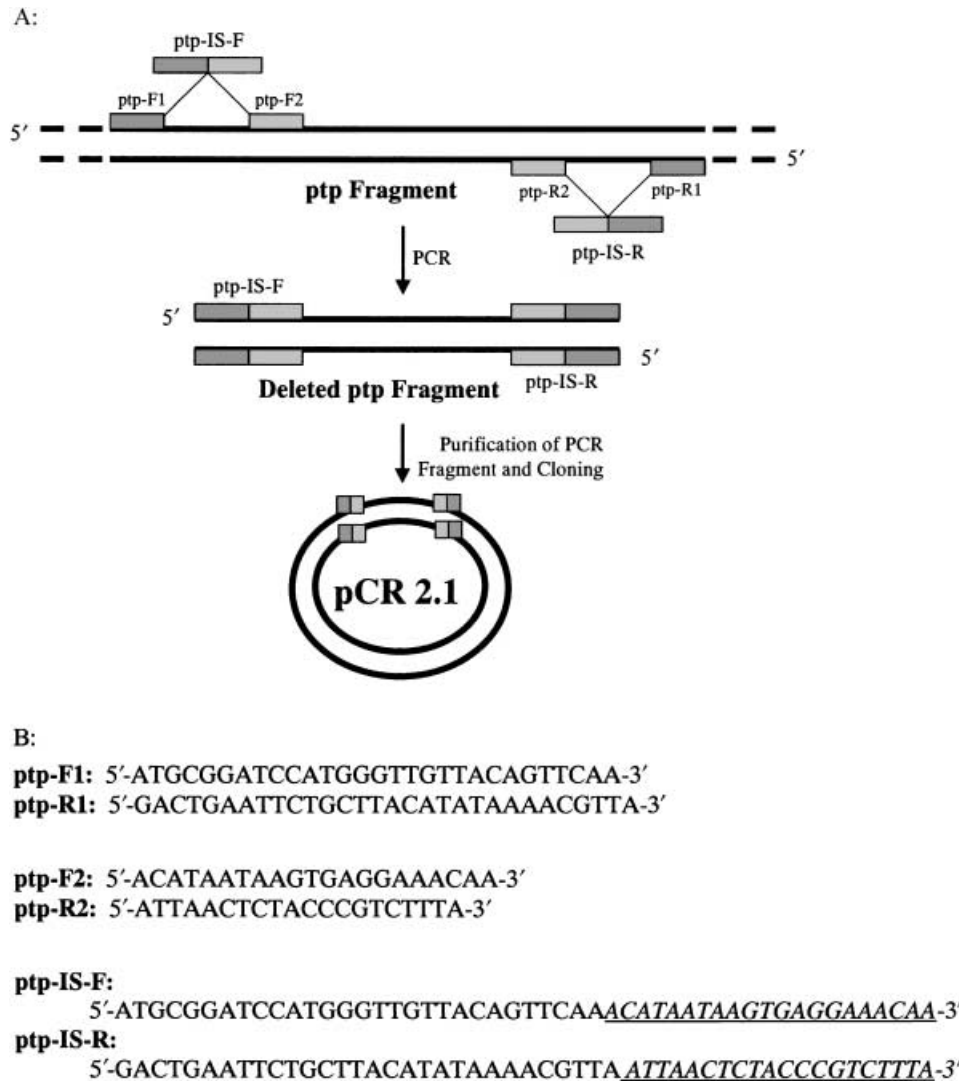 A:
ptp-IS-F
ptp-F1 ptp-F2
5′
5′
ptp Fragment
ptp-R2 ptp-R1
ptp-IS-R
PCR
ptp-IS-F
5′
5′
Deleted ptp Fragment
ptp-IS-R
Purification of PCR
Fragment and Cloning
pCR 2.1
B:
ptp-F1: 5′-ATGCGGATCCATGGGTTGTTACAGTTCAA-3′
ptp-R1: 5′-GACTGAATTCTGCTTACATATAAAACGTTA-3′
ptp-F2: 5′-ACATAATAAGTGAGGAAACAA-3′
ptp-R2: 5′-ATTAACTCTACCCGTCTTTA-3′
ptp-IS-F:
5′-ATGCGGATCCATGGGTTGTTACAGTTCAAACATAATAAGTGAGGAAACAA-3′
ptp-IS-R:
5′-GACTGAATTCTGCTTACATATAAAACGTTAATTAACTCTACCCGTCTTTA-3′